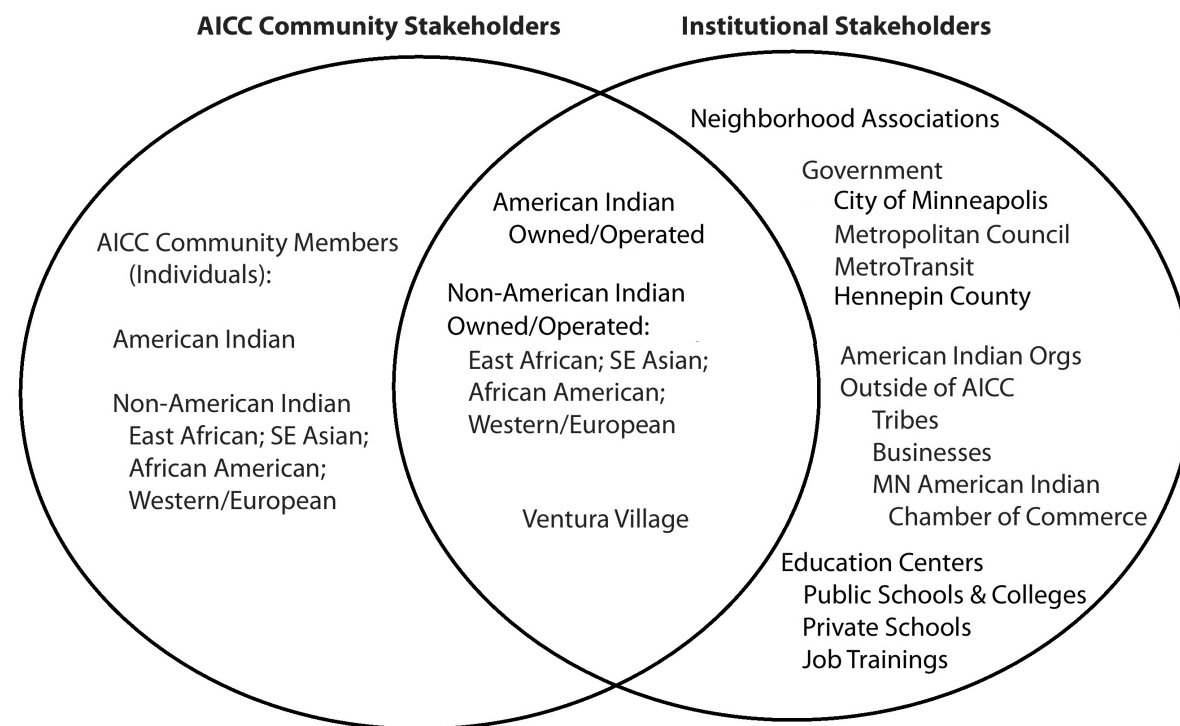 AICC Community Stakeholders
Institutional Stakeholders
AICC Community Members
(Individuals):
American Indian
Non-American Indian
East African; SE Asian;
African American;
Western/European
American Indian
Owned/Operated
Non-American Indian
Owned/Operated:
East African; SE Asian;
African American;
Western/European
Ventura Village
Neighborhood Associations
Government
City of Minneapolis
Metropolitan Council
MetroTransit
Hennepin County
American Indian Orgs
Outside of AICC
Tribes
Businesses
MN American Indian
Chamber of Commerce
Education Centers
Public Schools & Colleges
Private Schools
Job Trainings